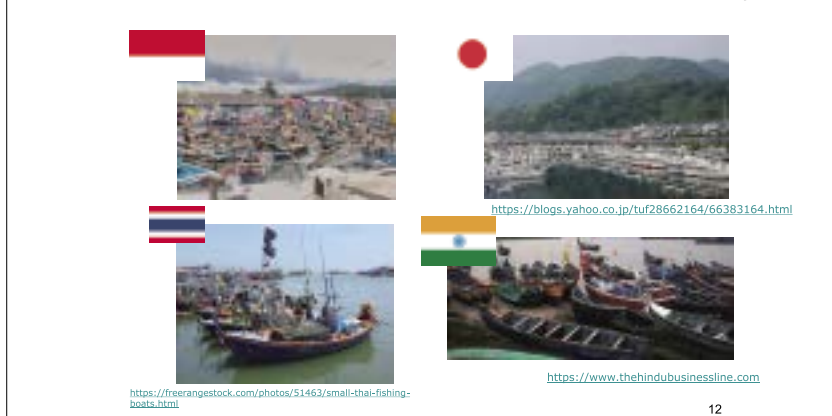 https://blogs.yahoo.co.jp/tuf28662164/66383164.html
https://freerangestock.com/photos/51463/small-thai-fishing-
boats.html
https://www.thehindubusinessline.com
12